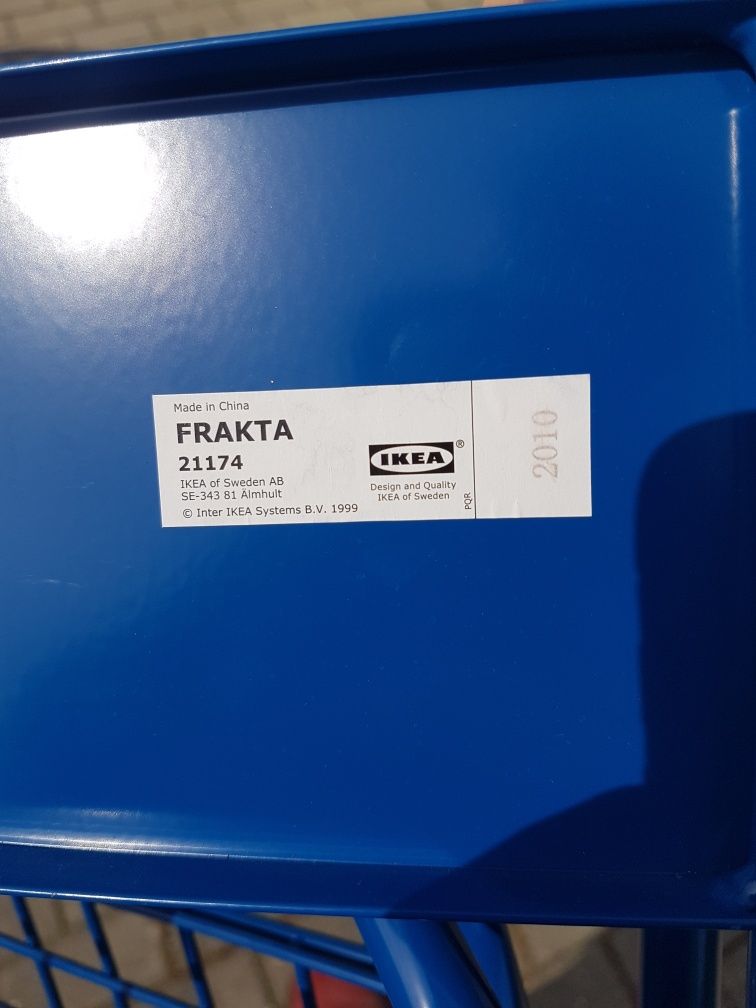 Made in China
FRAKTA
21174
IKEA of Sweden AB
SE-343 81 Älmhult
© Inter IKEA Systems B.V. 1999
IKEA®
Design and Quality
IKEA of Sweden
PQR
2010